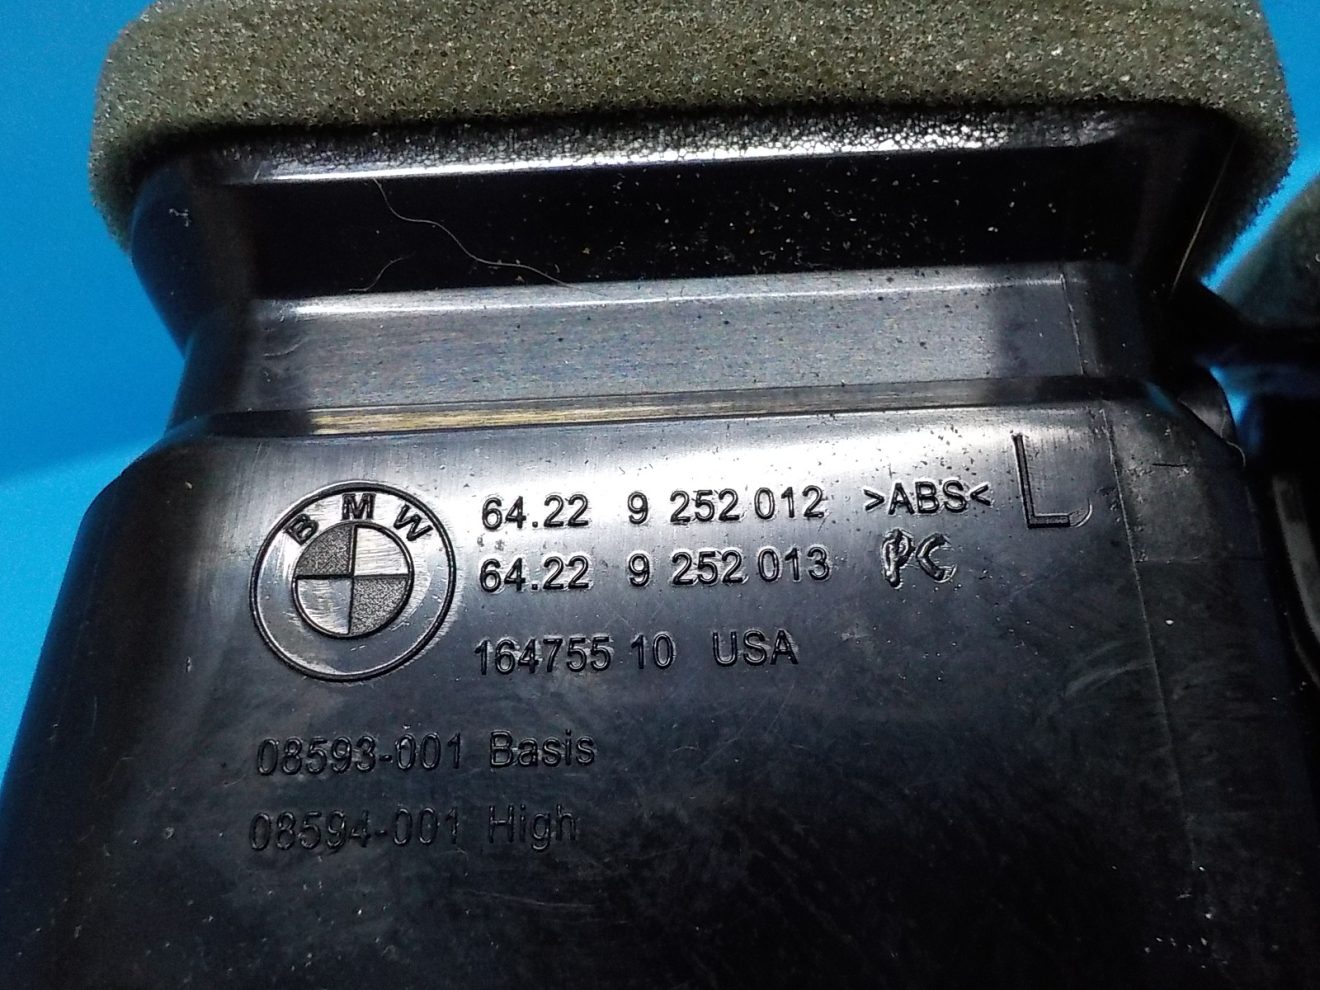 BMW
64.22 9 252 012 >ABS< L
64.22 9 252 013 PC
164755 10 USA
08593-001 Basis
08594-001 High